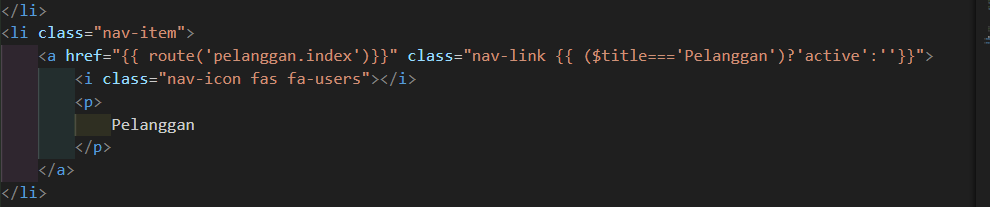 </li>
<li class="nav-item">
    <a href="{{ route('pelanggan.index')}}" class="nav-link {{ ($title==='Pelanggan')?'active':''}}">
        <i class="nav-icon fas fa-users"></i>
        <p>
            Pelanggan
        </p>
    </a>
</li>